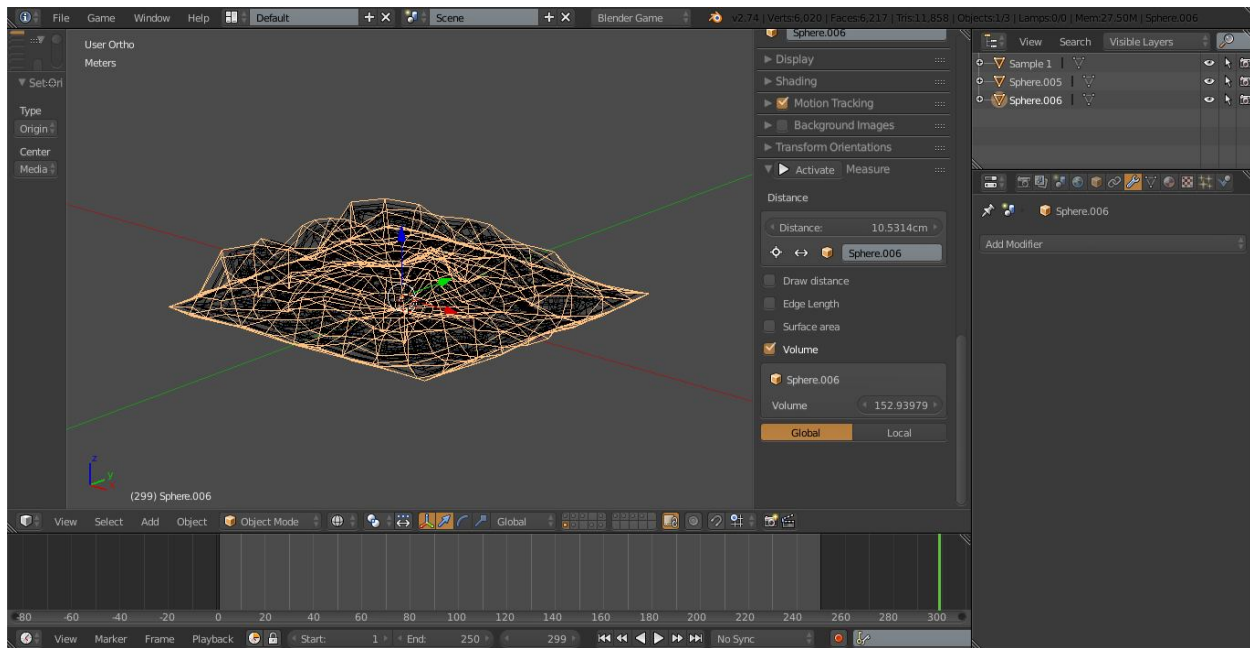 File Game Window Help Default Scene Blender Game v2.74 | Verts:6,020 | Faces:6,217 | Tris:11,858 | Objects:1/3 | Lamps:0/0 | Mem:27.50M | Sphere.006
User Ortho
Meters
Type
Origin
Center
Media
(299) Sphere.006
z
y
Sphere.006
Display
Shading
Motion Tracking
Background Images
Transform Orientations
Activate Measure
Distance
Distance: 10.5314cm
Sphere.006
Draw distance
Edge Length
Surface area
Volume
Sphere.006
Volume 152.93979
Global Local
View Search Visible Layers
Sample 1
Sphere.005
Sphere.006
Sphere.006
Add Modifier
View Select Add Object Object Mode Global
-80 -60 -40 -20 0 20 40 60 80 100 120 140 160 180 200 220 240 260 280 300
View Marker Frame Playback Start: 1 End: 250 299 No Sync